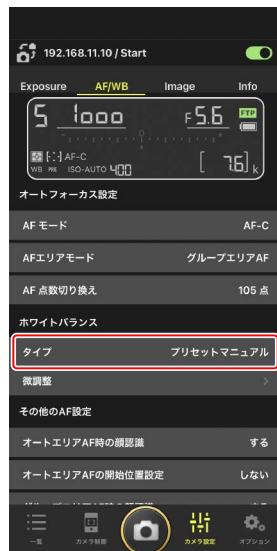 192.168.11.10 / Start
Exposure AF/WB Image Info
S 1000 F5.6 FTP
[·] AF-C
WB PRE ISO-AUTO 400 [ 7.6] k
オートフォーカス設定
AF モード AF-C
AFエリアモード グループエリアAF
AF 点数切り換え 105 点
ホワイトバランス
タイプ プリセットマニュアル
微調整
その他のAF設定
オートエリアAF時の顔認識 する
オートエリアAFの開始位置設定 しない
一覧 カメラ制御 カメラ設定 オプション